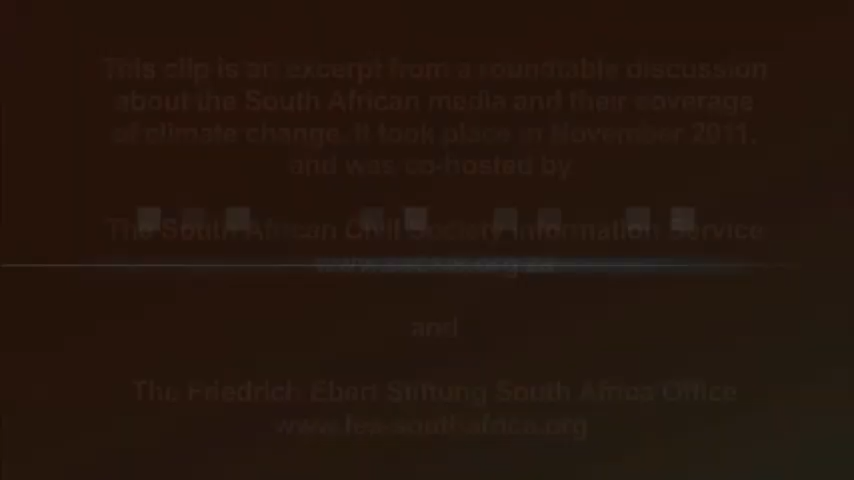 This clip is an excerpt from a roundtable discussion
about the South African media and their coverage
of climate change. It took place in November 2011,
and was co-hosted by
The South African Civil Society Information Service
and
The Friedrich Ebert Stiftung South Africa Office
www.fes-southafrica.org